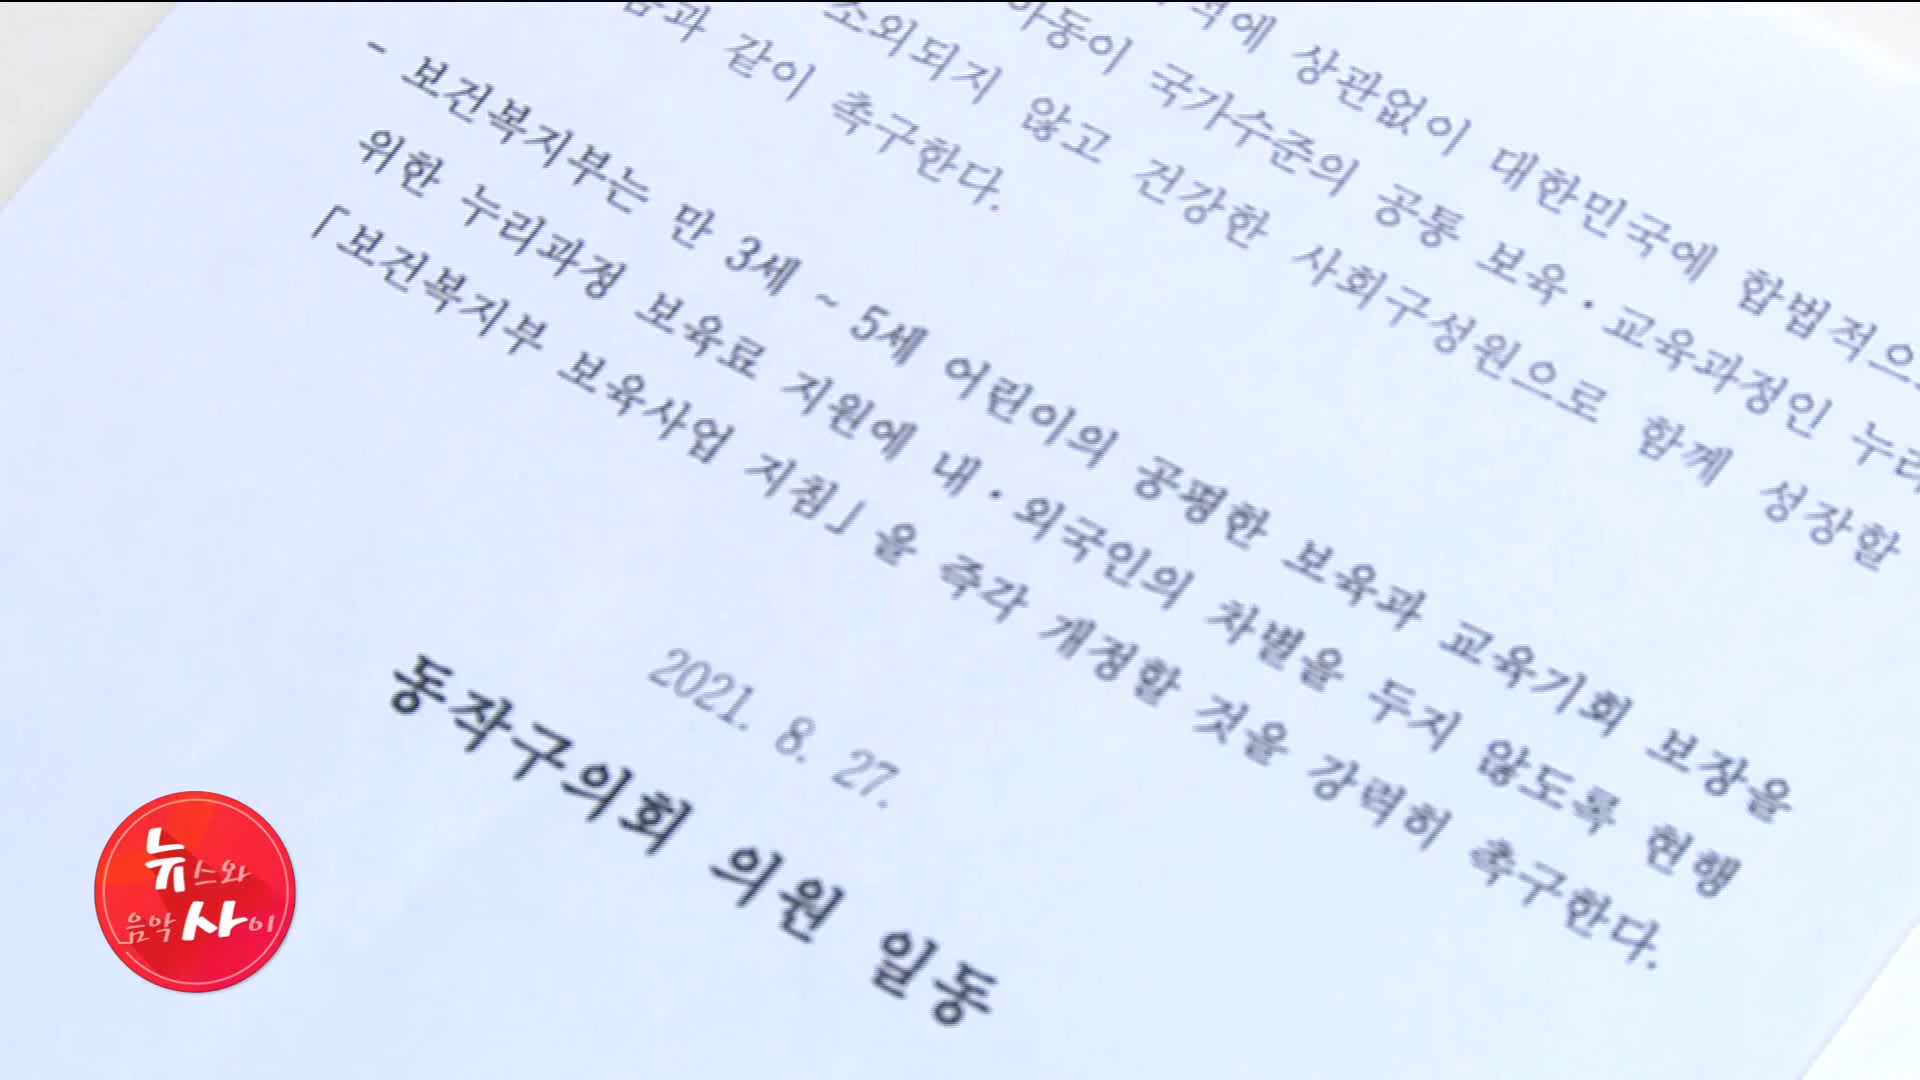 상관없이 대한민국에 합법적으
아동이 국가수준의 공통 보육·교육과정인 누리
소외되지 않고 건강한 사회구성원으로 함께 성장할
같이 촉구한다.
- 보건복지부는 만 3세 ~ 5세 어린이의 공평한 보육과 교육기회 보장을
위한 누리과정 보육료 지원에 내·외국인의 차별을 두지 않도록 현행
「보건복지부 보육사업 지침」을 즉각 개정할 것을 강력히 촉구한다.
2021. 8. 27.
동작구의회 의원 일동
뉴스와
음악 사이